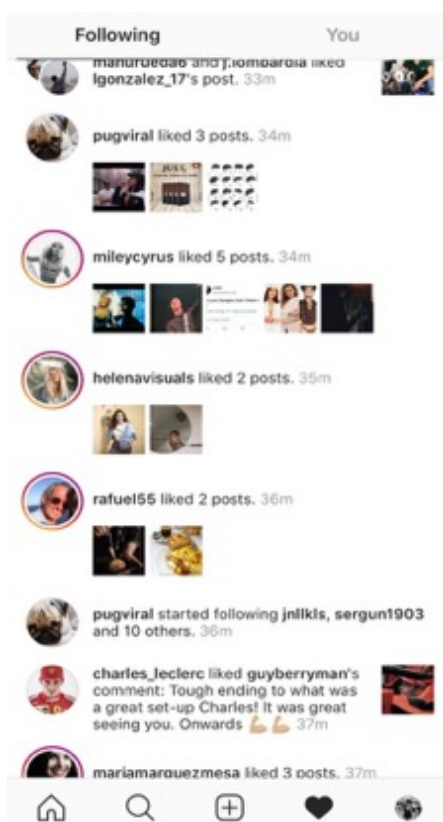 Following You
manurueda6 and j.lombardia liked
lgonzalez_17's post. 33m
pugviral liked 3 posts. 34m
mileycyrus liked 5 posts. 34m
helenavisuals liked 2 posts. 35m
rafuel55 liked 2 posts. 36m
pugviral started following jnllkls, sergun1903
and 10 others. 36m
charles_leclerc liked guyberryman's
comment: Tough ending to what was
a great set-up Charles! It was great
seeing you. Onwards 💪🏼 💪🏼 37m
mariamarquezmesa liked 3 posts. 37m